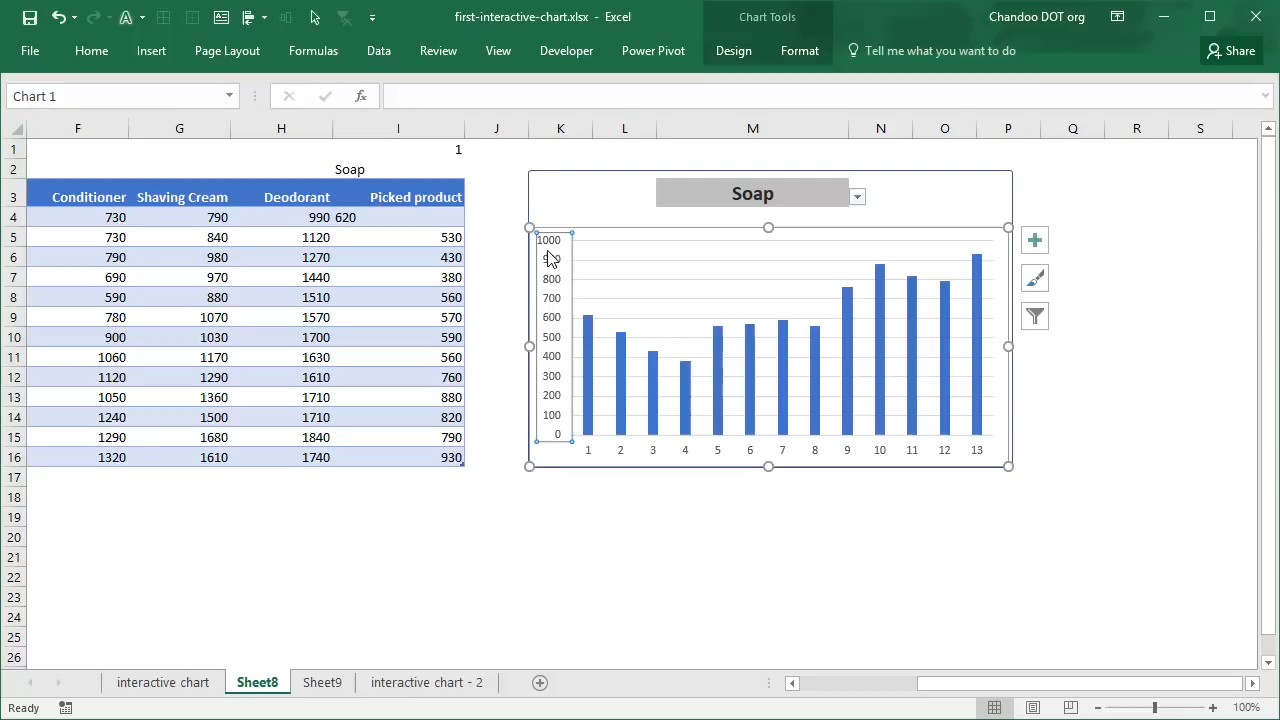 first-interactive-chart.xlsx - Excel
Chart Tools
Chandoo DOT org
File Home Insert Page Layout Formulas Data Review View Developer Power Pivot Design Format Tell me what you want to do Share
Chart 1 fx
F G H I J K L M N O P Q R S
1 1
2 Soap
3 Conditioner Shaving Cream Deodorant Picked product
4 730 790 990 620
5 730 840 1120 530
6 790 980 1270 430
7 690 970 1440 380
8 590 880 1510 560
9 780 1070 1570 570
10 900 1030 1700 590
11 1060 1170 1630 560
12 1120 1290 1610 760
13 1050 1360 1710 880
14 1240 1500 1710 820
15 1290 1680 1840 790
16 1320 1610 1740 930
17
18
19
20
21
22
23
24
25
26
Soap
1000
800
700
600
500
400
300
200
100
0
1 2 3 4 5 6 7 8 9 10 11 12 13
interactive chart Sheet8 Sheet9 interactive chart - 2
Ready
100%